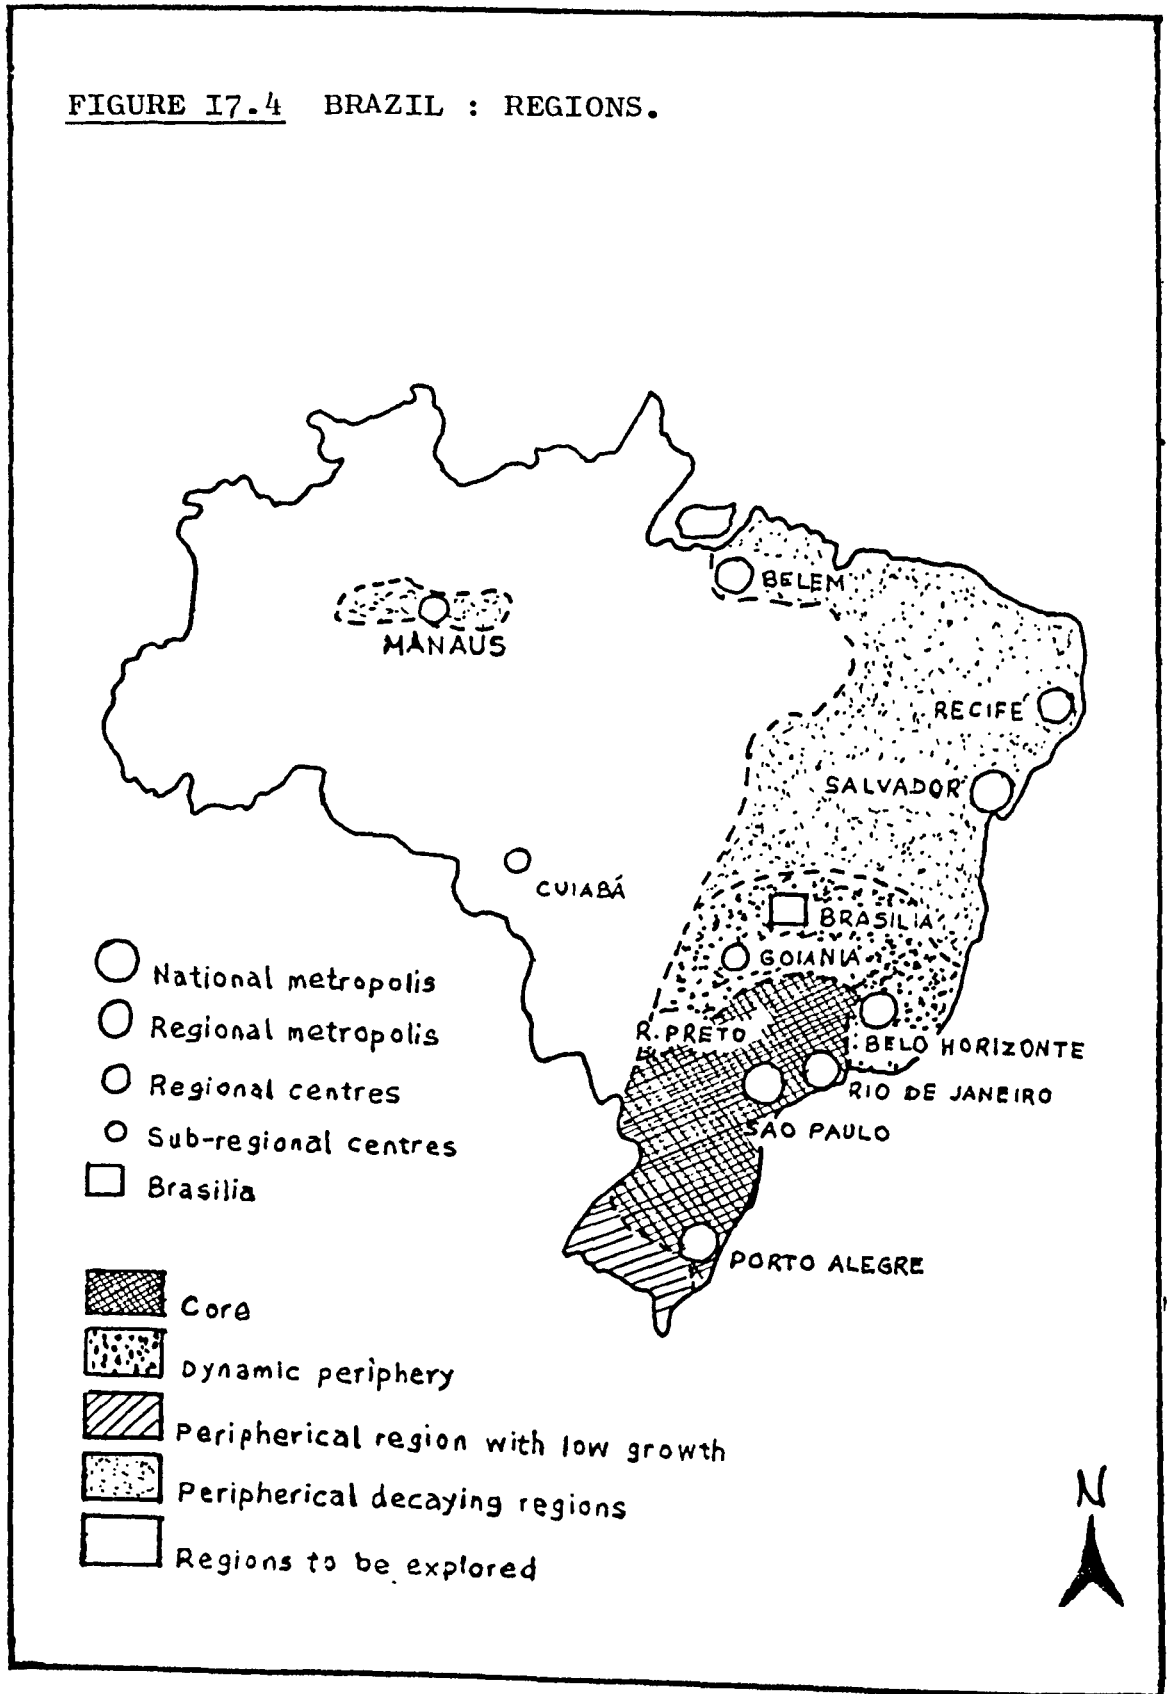 FIGURE I7.4 BRAZIL : REGIONS.
BELEM
MANAUS
RECIFE
SALVADOR
CUIABÁ
BRASILIA
GOIANIA
R. PRETO
BELO HORIZONTE
RIO DE JANEIRO
SAO PAULO
PORTO ALEGRE
National metropolis
Regional metropolis
Regional centres
Sub-regional centres
Brasilia
Core
Dynamic periphery
Peripherical region with low growth
Peripherical decaying regions
Regions to be explored
N